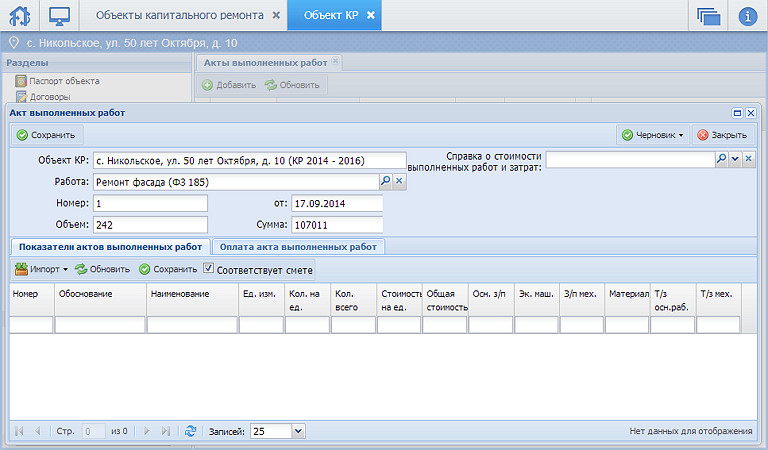 Объекты капитального ремонта
Объект КР
с. Никольское, ул. 50 лет Октября, д. 10
Разделы
Акты выполненных работ
Паспорт объекта
Добавить
Обновить
Договоры
Акт выполненных работ
Сохранить
Черновик
Закрыть
Объект КР: с. Никольское, ул. 50 лет Октября, д. 10 (КР 2014 - 2016)
Справка о стоимости
выполненных работ и затрат:
Работа: Ремонт фасада (ФЗ 185)
Номер: 1 от: 17.09.2014
Объем: 242 Сумма: 107011
Показатели актов выполненных работ
Оплата акта выполненных работ
Импорт
Обновить
Сохранить
Соответствует смете
Номер
Обоснование
Наименование
Ед. изм.
Кол. на
ед.
Кол.
всего
Стоимость
на ед.
Общая
стоимость
Осн. з/п
Эк. маш.
З/п мех.
Материал
Т/з
осн.раб.
Т/з мех.
Стр. 0 из 0
Записей: 25
Нет данных для отображения